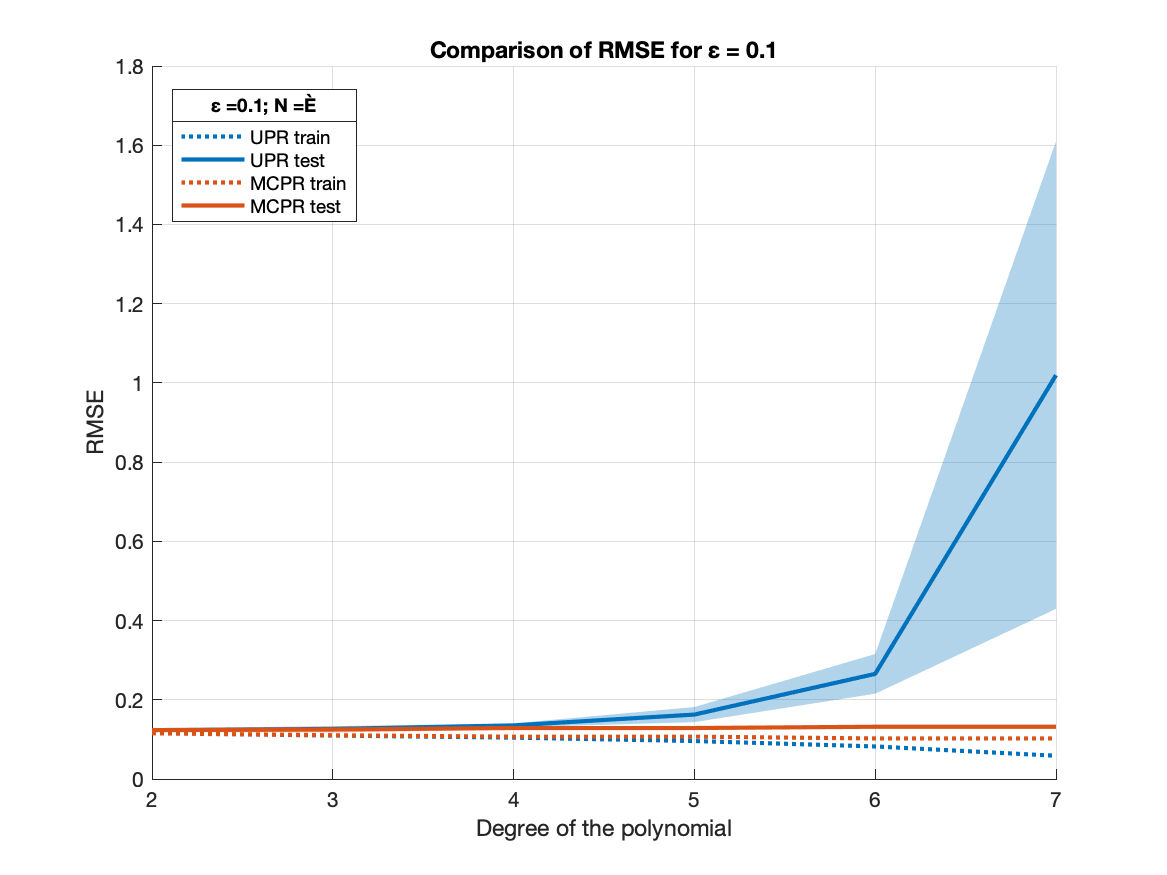 Comparison of RMSE for ε = 0.1
ε =0.1; N =È
UPR train
UPR test
MCPR train
MCPR test
RMSE
1.8
1.6
1.4
1.2
1
0.8
0.6
0.4
0.2
0
2 3 4 5 6 7
Degree of the polynomial